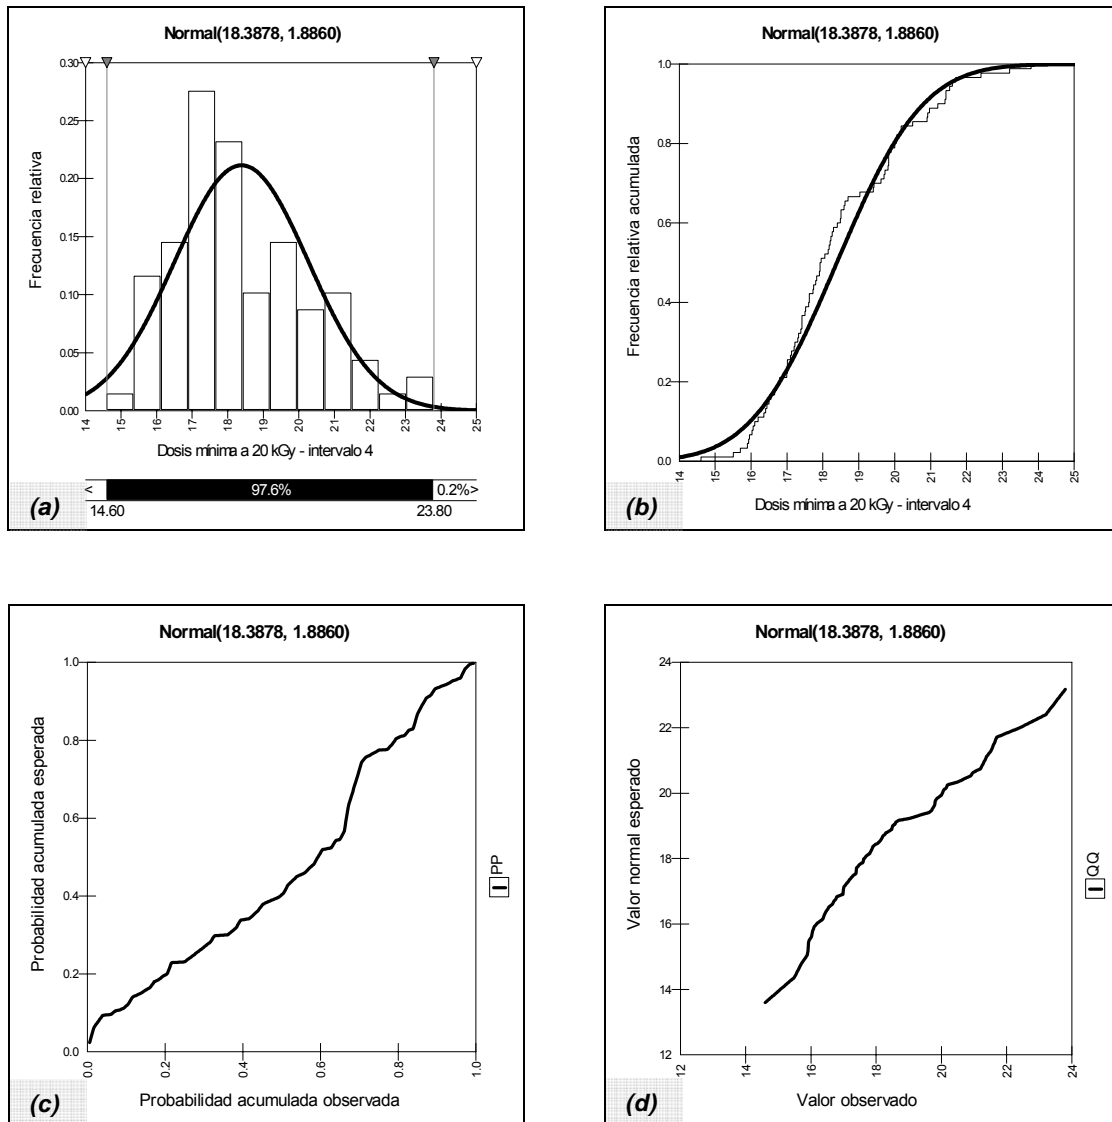 Normal(18.3878, 1.8860)
0.30
0.25
0.20
0.15
0.10
0.05
0.00
Frecuencia relativa
14 15 16 17 18 19 20 21 22 23 24 25
Dosis mínima a 20 kGy - intervalo 4
< 97.6% 0.2%>
14.60 23.80
(a)
Normal(18.3878, 1.8860)
1.0
0.8
0.6
0.4
0.2
0.0
Frecuencia relativa acumulada
14 15 16 17 18 19 20 21 22 23 24 25
Dosis mínima a 20 kGy - intervalo 4
(b)
Normal(18.3878, 1.8860)
1.0
0.8
0.6
0.4
0.2
0.0
Probabilidad acumulada esperada
0.0 0.2 0.4 0.6 0.8 1.0
Probabilidad acumulada observada
PP
(c)
Normal(18.3878, 1.8860)
24
22
20
18
16
14
12
Valor normal esperado
12 14 16 18 20 22 24
Valor observado
QQ
(d)